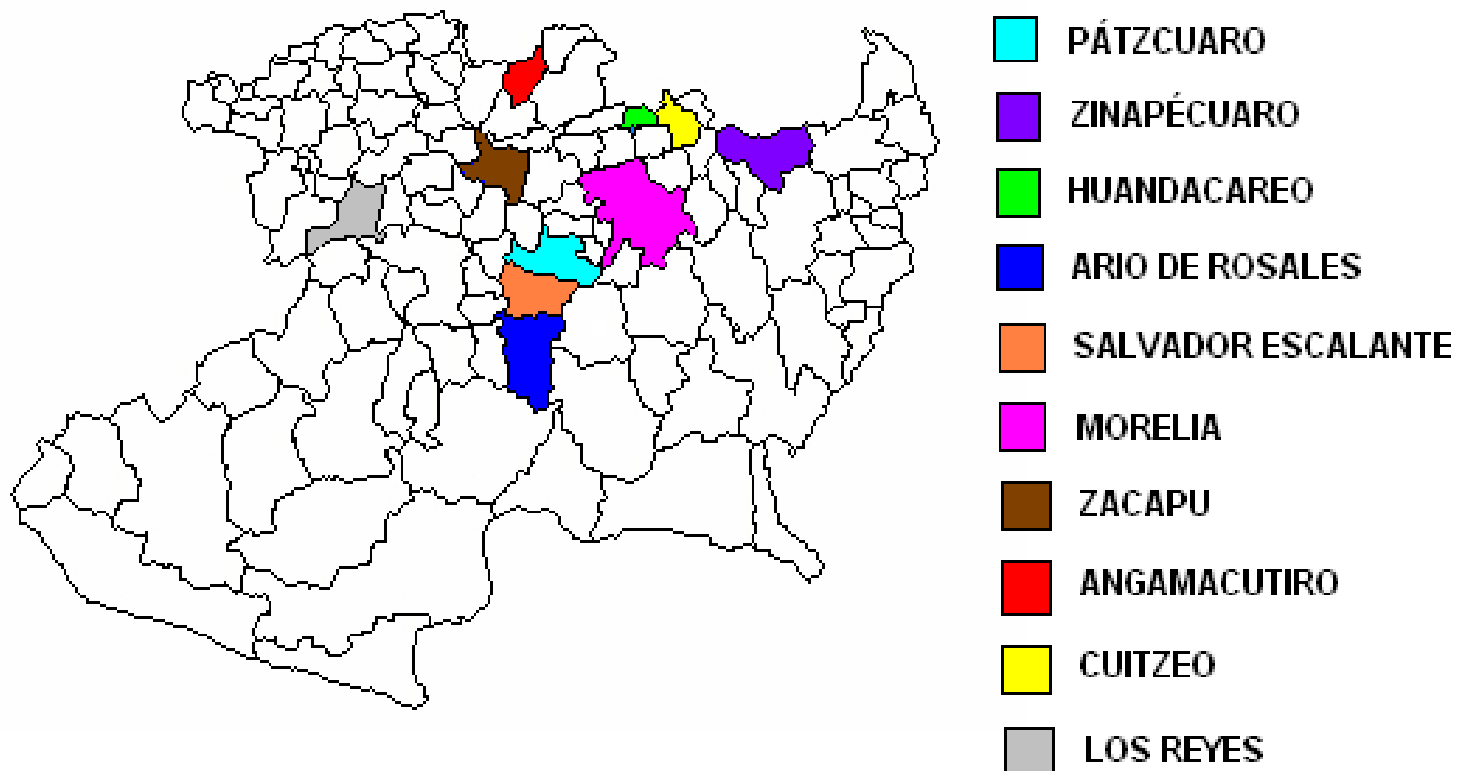 PÁTZCUARO
ZINAPÉCUARO
HUANDACAREO
ARIO DE ROSALES
SALVADOR ESCALANTE
MORELIA
ZACAPU
ANGAMACUTIRO
CUITZEO
LOS REYES